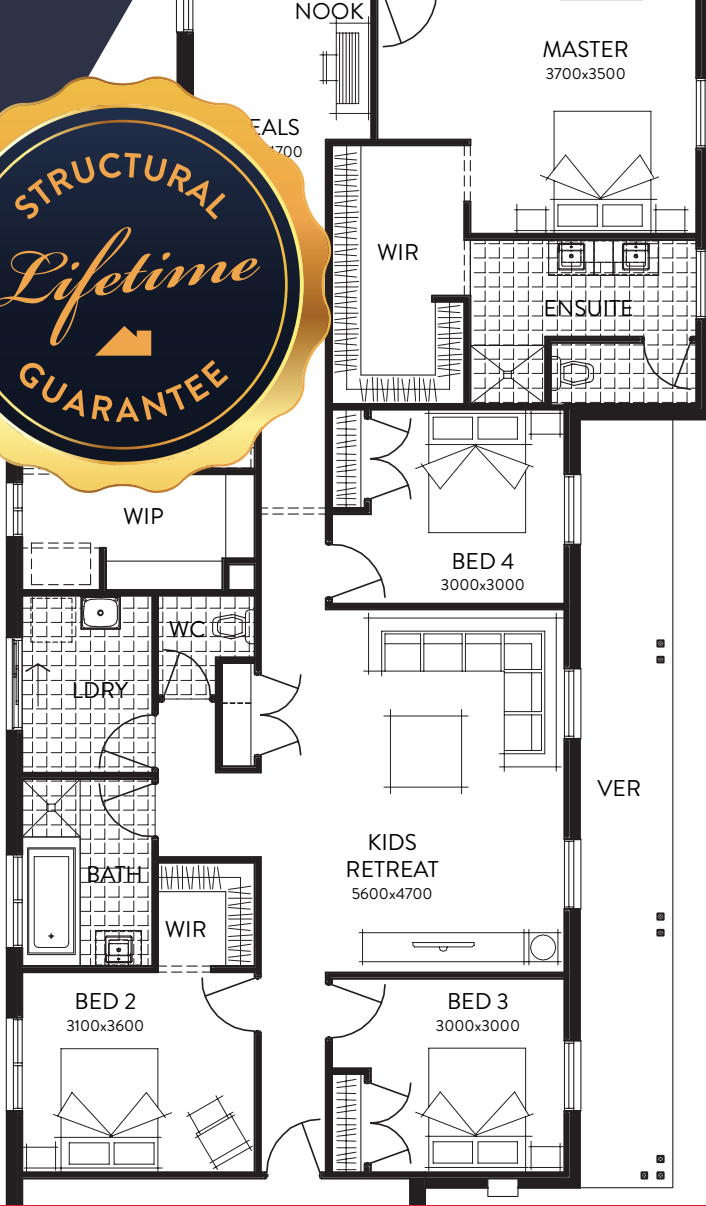 NOOK
MASTER
3700x3500
STRUCTURAL
Lifetime
GUARANTEE
WIR
ENSUITE
WIP
BED 4
3000x3000
WC
LDRY
VER
KIDS
RETREAT
5600x4700
BATH
WIR
BED 2
3100x3600
BED 3
3000x3000